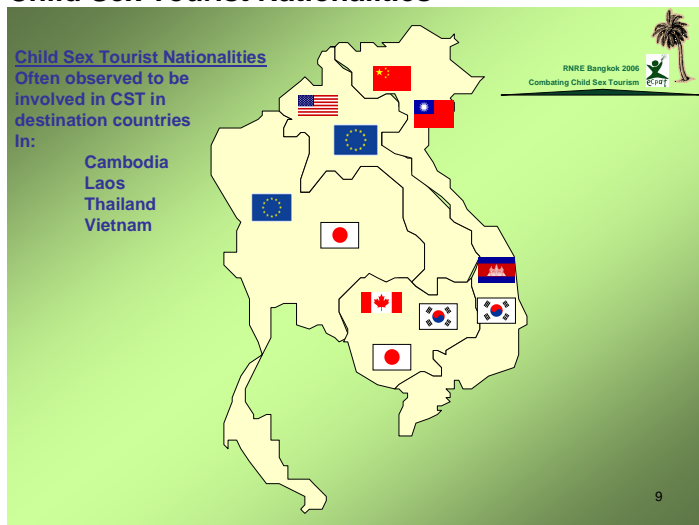 Child Sex Tourist Nationalities
Often observed to be
involved in CST in
destination countries
In:
Cambodia
Laos
Thailand
Vietnam
RNRE Bangkok 2006
Combating Child Sex Tourism
ecpat
9